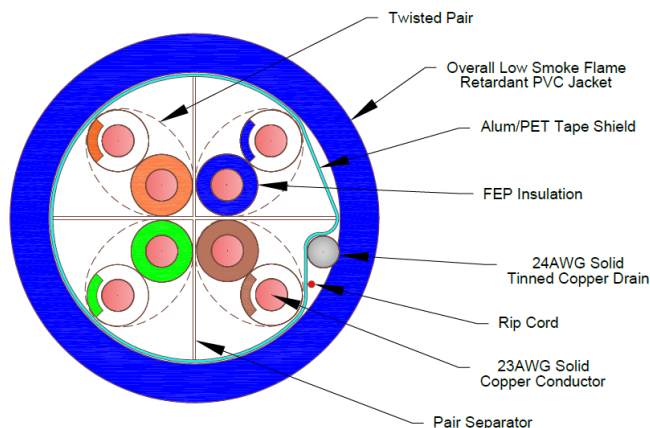 Twisted Pair
Overall Low Smoke Flame
Retardant PVC Jacket
Alum/PET Tape Shield
FEP Insulation
24AWG Solid
Tinned Copper Drain
Rip Cord
23AWG Solid
Copper Conductor
Pair Separator